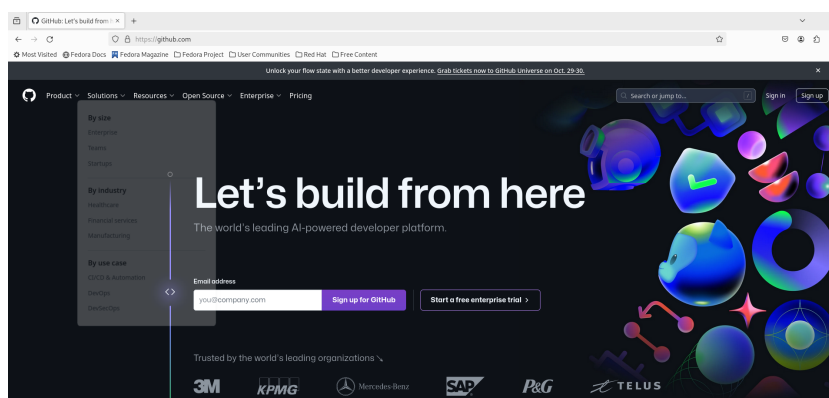 GitHub: Let's build from
https://github.com
Most Visited Fedora Docs Fedora Magazine Fedora Project User Communities Red Hat Free Content
Unlock your flow state with a better developer experience. Grab tickets now to GitHub Universe on Oct. 29-30.
Product Solutions Resources Open Source Enterprise Pricing Search or jump to... / Sign in Sign up
By size
Enterprise
Teams
Startups
By industry
Healthcare
Financial services
Manufacturing
By use case
CI/CD & Automation
DevOps
DevSecOps
Let's build from here
The world's leading AI-powered developer platform.
Email address
you@company.com Sign up for GitHub Start a free enterprise trial
Trusted by the world's leading organizations ↘
3M KPMG Mercedes-Benz SAP P&G TELUS